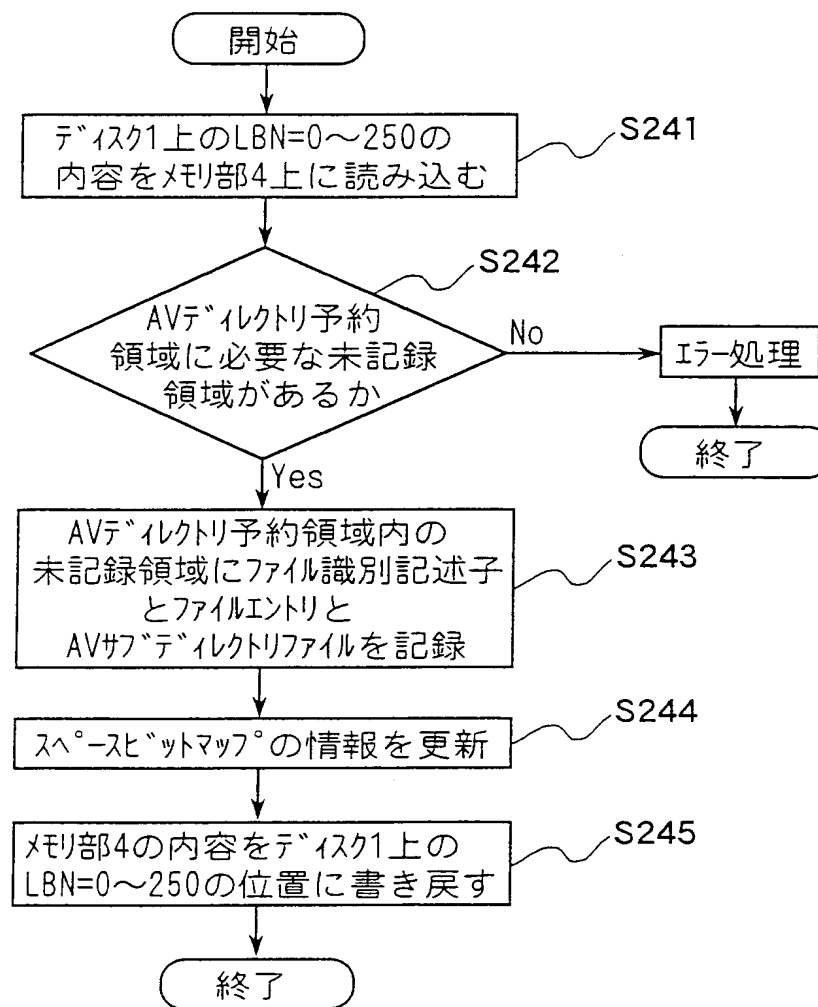 開始
ディスク1上のLBN=0〜250の
内容をメモリ部4上に読み込む
S241
S242
AVディレクトリ予約
領域に必要な未記録
領域があるか
No
エラー処理
終了
Yes
AVディレクトリ予約領域内の
未記録領域にファイル識別記述子
とファイルエントリと
AVサブディレクトリファイルを記録
S243
スペースビットマップの情報を更新
S244
メモリ部4の内容をディスク1上の
LBN=0〜250の位置に書き戻す
S245
終了